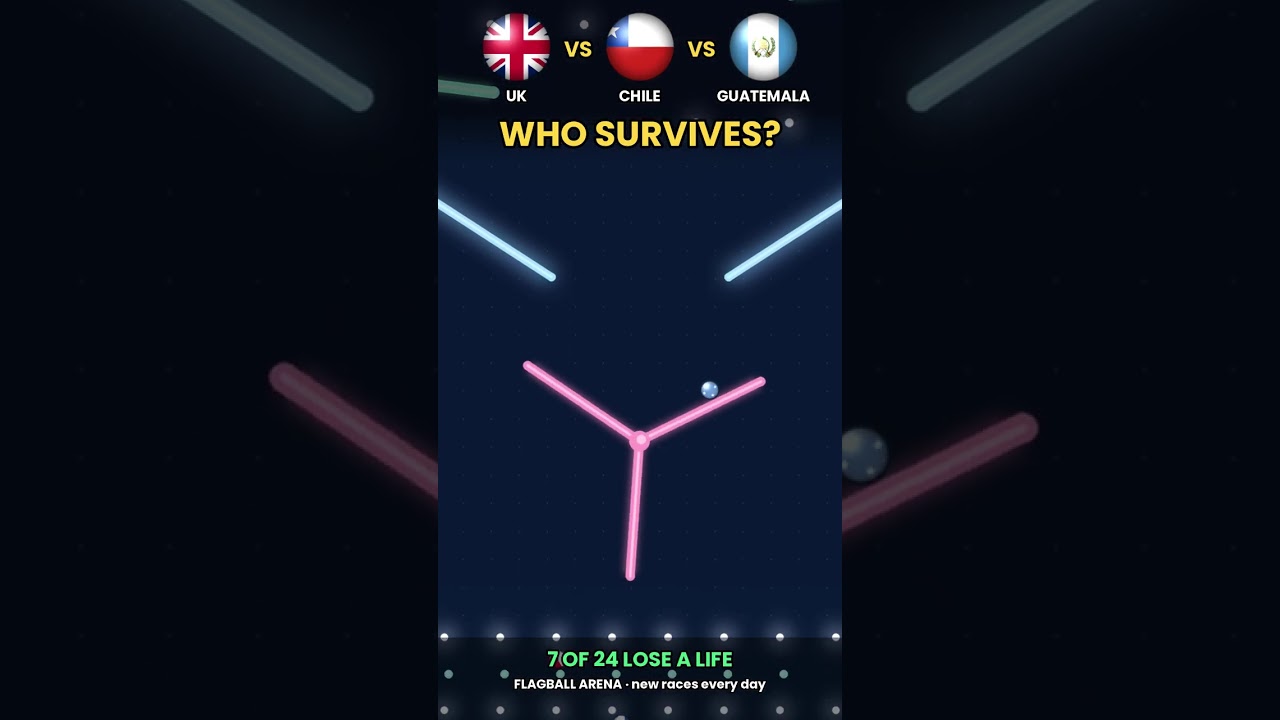 VS VS
UK CHILE GUATEMALA
WHO SURVIVES?
7 OF 24 LOSE A LIFE
FLAGBALL ARENA · new races every day